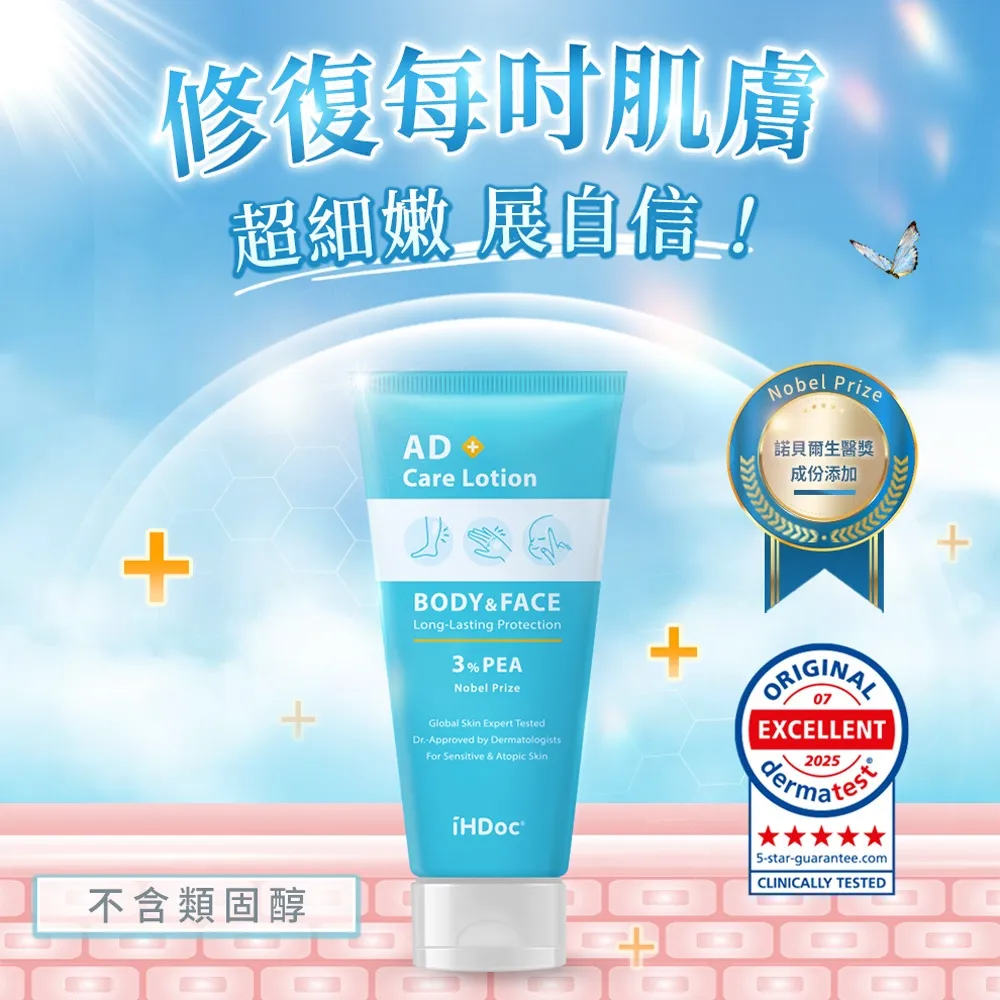 修復每吋肌膚
超細嫩 展自信！
AD
Care Lotion
BODY&FACE
Long-Lasting Protection
3%PEA
Nobel Prize
Global Skin Expert Tested
Dr.-Approved by Dermatologists
For Sensitive & Atopic Skin
iHDoc®
Nobel Prize
諾貝爾生醫獎
成份添加
ORIGINAL
07
EXCELLENT
2025
dermatest®
5-star-guarantee.com
CLINICALLY TESTED
不含類固醇